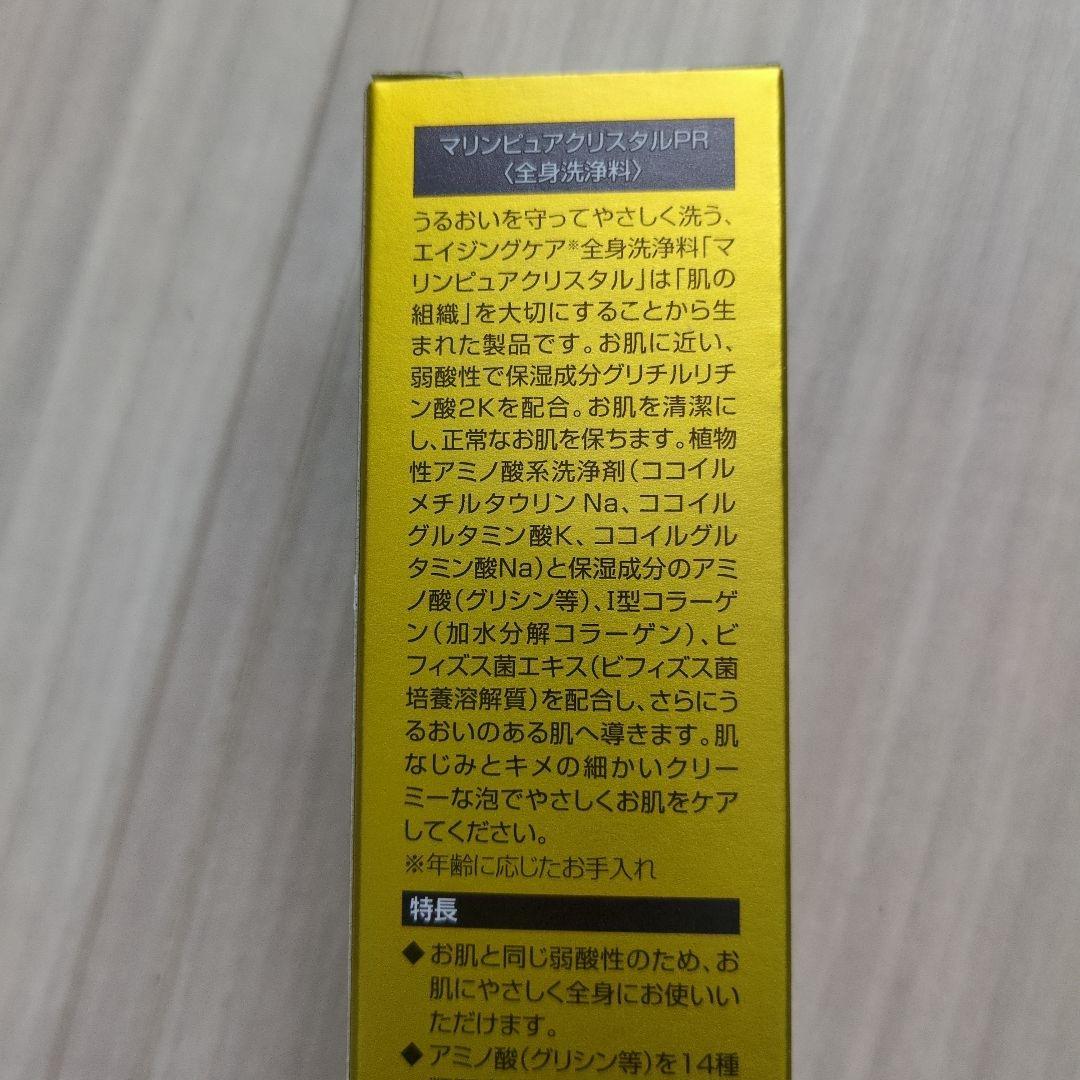 マリンピュアクリスタルPR
〈全身洗浄料〉
うるおいを守ってやさしく洗う、
エイジングケア※全身洗浄料「マ
リンピュアクリスタル」は「肌の
組織」を大切にすることから生
まれた製品です。お肌に近い、
弱酸性で保湿成分グリチルリチ
ン酸2Kを配合。お肌を清潔に
し、正常なお肌を保ちます。植物
性アミノ酸系洗浄剤（ココイル
メチルタウリンNa、ココイル
グルタミン酸K、ココイルグル
タミン酸Na）と保湿成分のアミ
ノ酸（グリシン等）、I型コラーゲ
ン（加水分解コラーゲン）、ビ
フィズス菌エキス（ビフィズス菌
培養溶解質）を配合し、さらにう
るおいのある肌へ導きます。肌
なじみとキメの細かいクリー
ミーな泡でやさしくお肌をケア
してください。
※年齢に応じたお手入れ
特長
◆お肌と同じ弱酸性のため、お
肌にやさしく全身にお使いい
ただけます。
◆アミノ酸（グリシン等）を14種